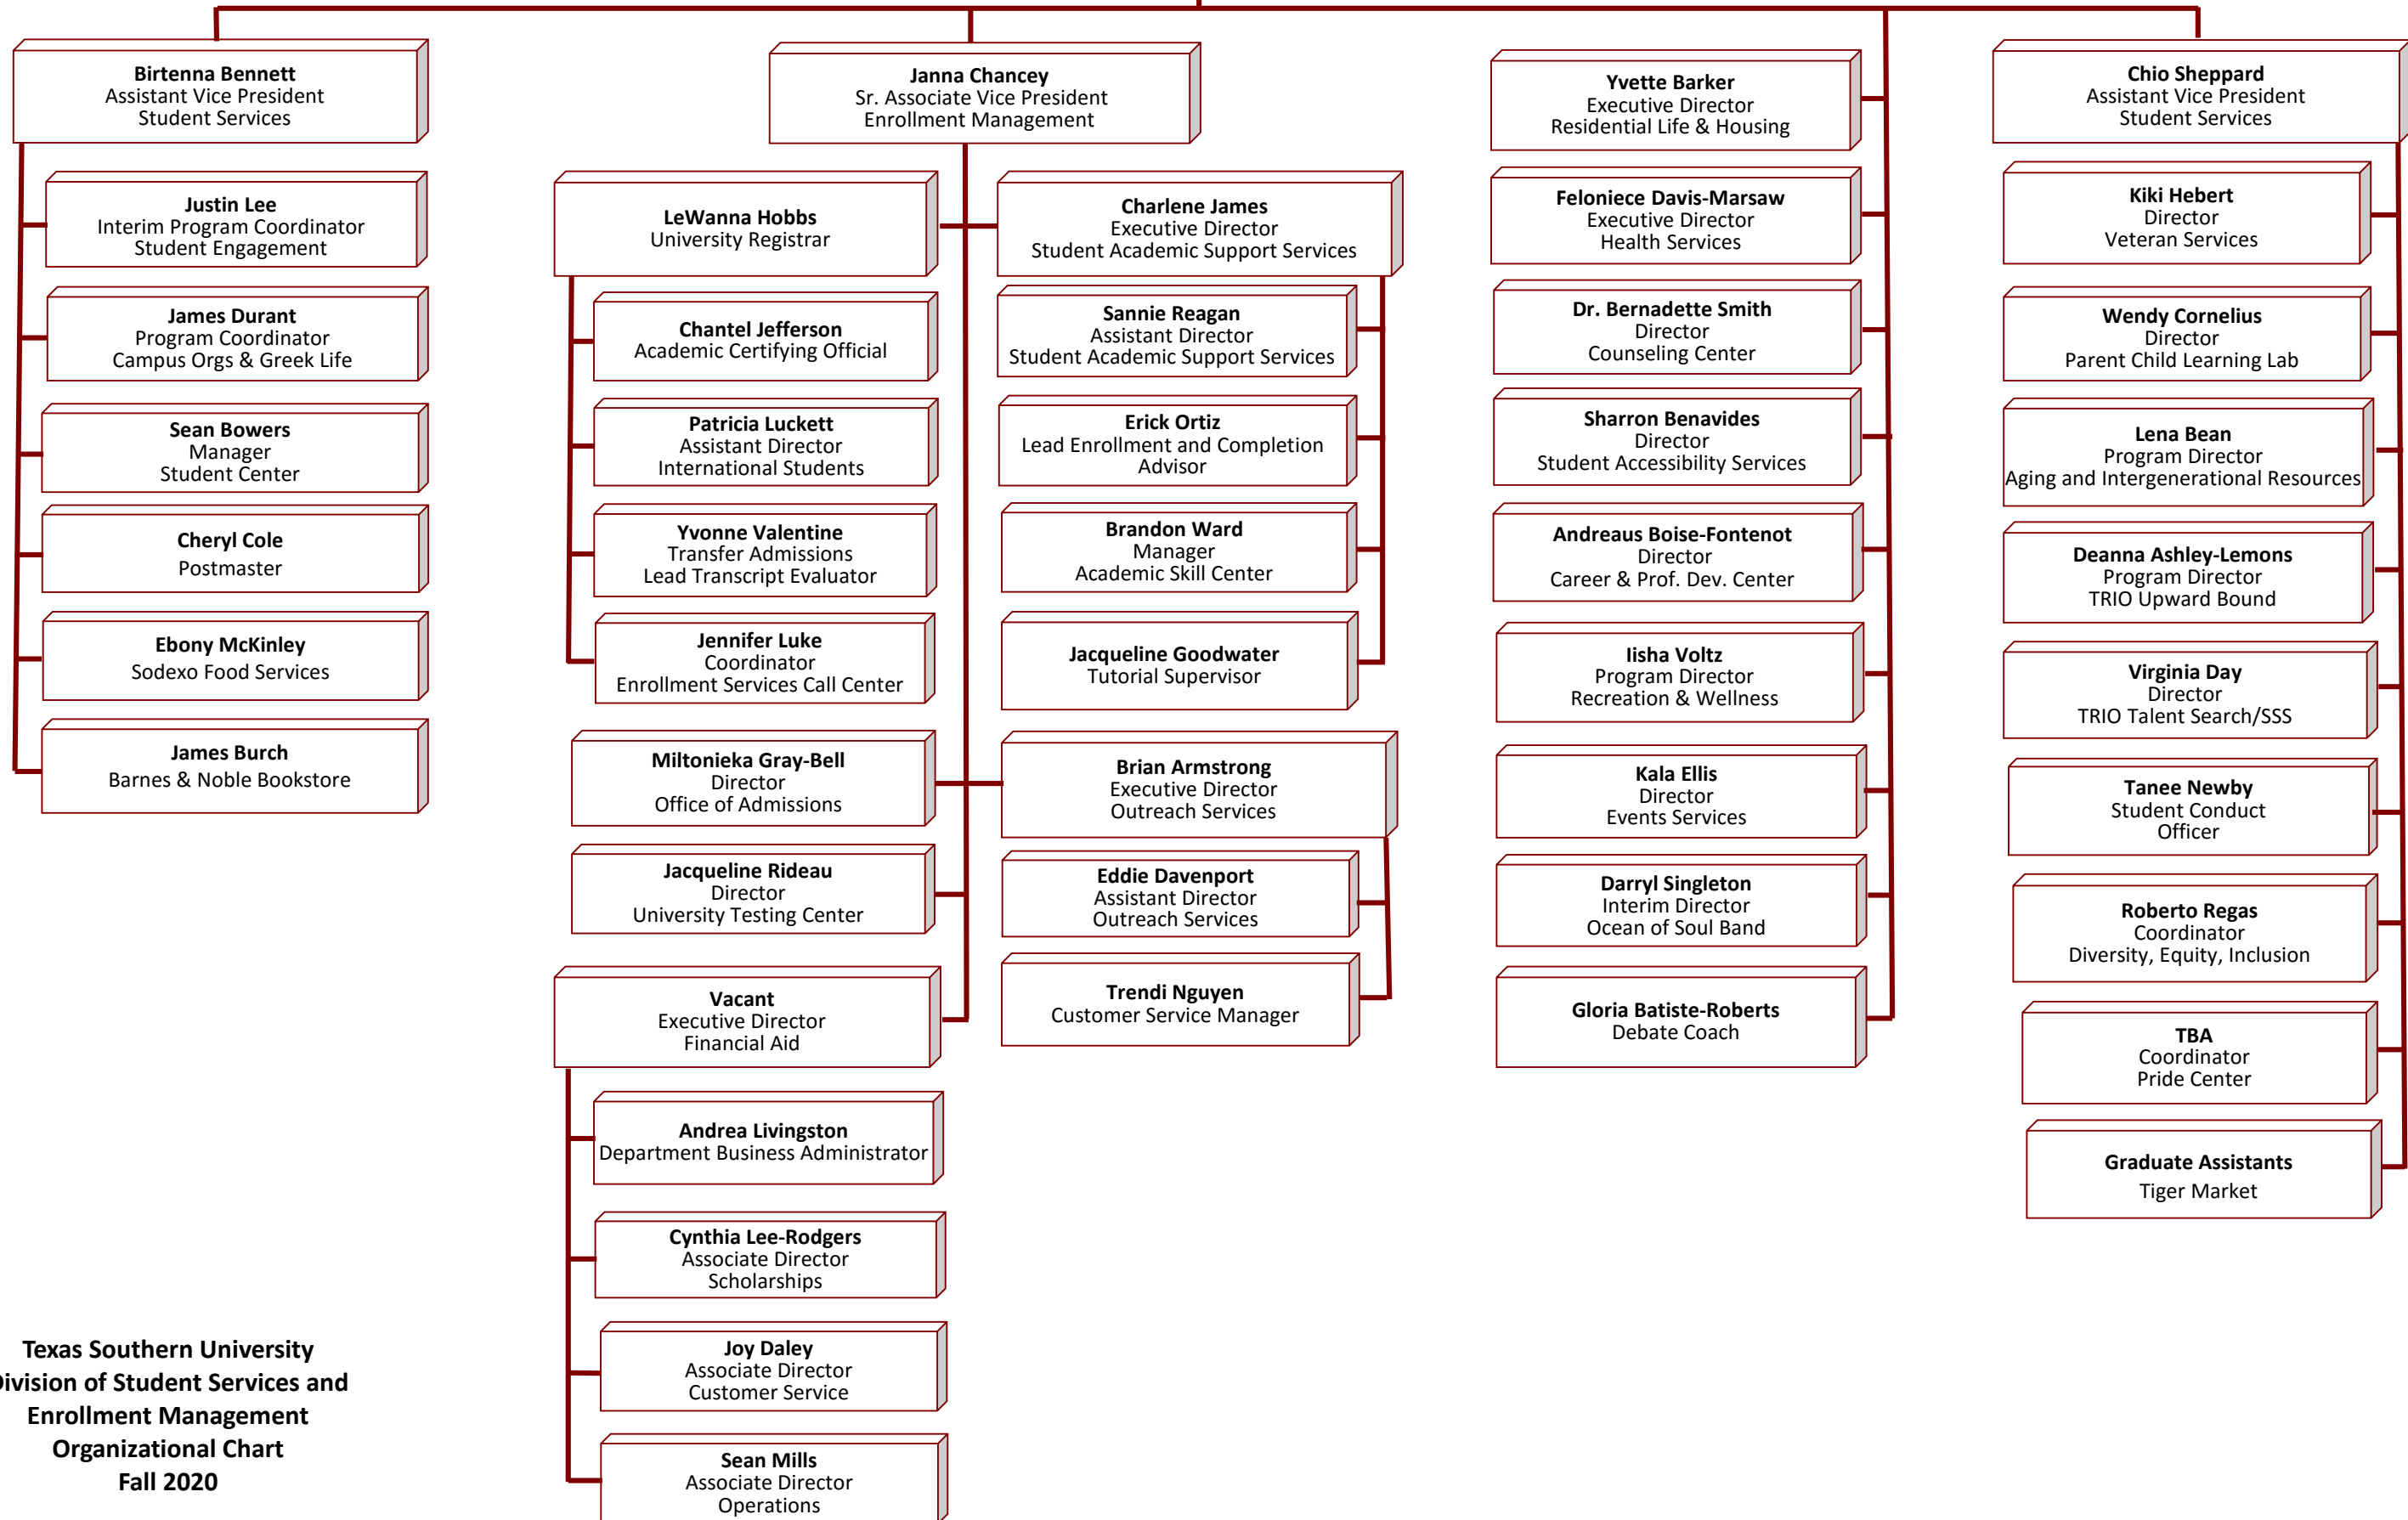 Birtenna Bennett
Assistant Vice President
Student Services
Justin Lee
Interim Program Coordinator
Student Engagement
James Durant
Program Coordinator
Campus Orgs & Greek Life
Sean Bowers
Manager
Student Center
Cheryl Cole
Postmaster
Ebony McKinley
Sodexo Food Services
James Burch
Barnes & Noble Bookstore
Janna Chancey
Sr. Associate Vice President
Enrollment Management
LeWanna Hobbs
University Registrar
Chantel Jefferson
Academic Certifying Official
Patricia Luckett
Assistant Director
International Students
Yvonne Valentine
Transfer Admissions
Lead Transcript Evaluator
Jennifer Luke
Coordinator
Enrollment Services Call Center
Miltonieka Gray-Bell
Director
Office of Admissions
Jacqueline Rideau
Director
University Testing Center
Vacant
Executive Director
Financial Aid
Andrea Livingston
Department Business Administrator
Cynthia Lee-Rodgers
Associate Director
Scholarships
Joy Daley
Associate Director
Customer Service
Sean Mills
Associate Director
Operations
Charlene James
Executive Director
Student Academic Support Services
Sannie Reagan
Assistant Director
Student Academic Support Services
Erick Ortiz
Lead Enrollment and Completion
Advisor
Brandon Ward
Manager
Academic Skill Center
Jacqueline Goodwater
Tutorial Supervisor
Brian Armstrong
Executive Director
Outreach Services
Eddie Davenport
Assistant Director
Outreach Services
Trendi Nguyen
Customer Service Manager
Yvette Barker
Executive Director
Residential Life & Housing
Feloniece Davis-Marsaw
Executive Director
Health Services
Dr. Bernadette Smith
Director
Counseling Center
Sharron Benavides
Director
Student Accessibility Services
Andreaus Boise-Fontenot
Director
Career & Prof. Dev. Center
Iisha Voltz
Program Director
Recreation & Wellness
Kala Ellis
Director
Events Services
Darryl Singleton
Interim Director
Ocean of Soul Band
Gloria Batiste-Roberts
Debate Coach
Chio Sheppard
Assistant Vice President
Student Services
Kiki Hebert
Director
Veteran Services
Wendy Cornelius
Director
Parent Child Learning Lab
Lena Bean
Program Director
Aging and Intergenerational Resources
Deanna Ashley-Lemons
Program Director
TRIO Upward Bound
Virginia Day
Director
TRIO Talent Search/SSS
Tanee Newby
Student Conduct
Officer
Roberto Regas
Coordinator
Diversity, Equity, Inclusion
TBA
Coordinator
Pride Center
Graduate Assistants
Tiger Market
Texas Southern University
Division of Student Services and
Enrollment Management
Organizational Chart
Fall 2020